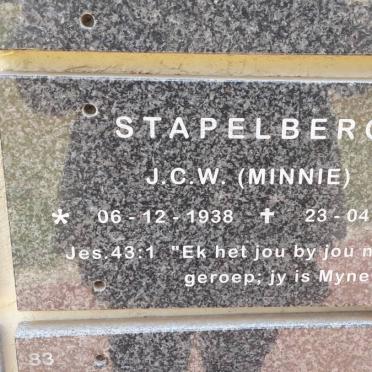 STAPELBERG
J.C.W. (MINNIE)
* 06 - 12 - 1938 ✝ 23 - 04
Jes.43:1 "Ek het jou by jou
geroep; jy is Myne
83